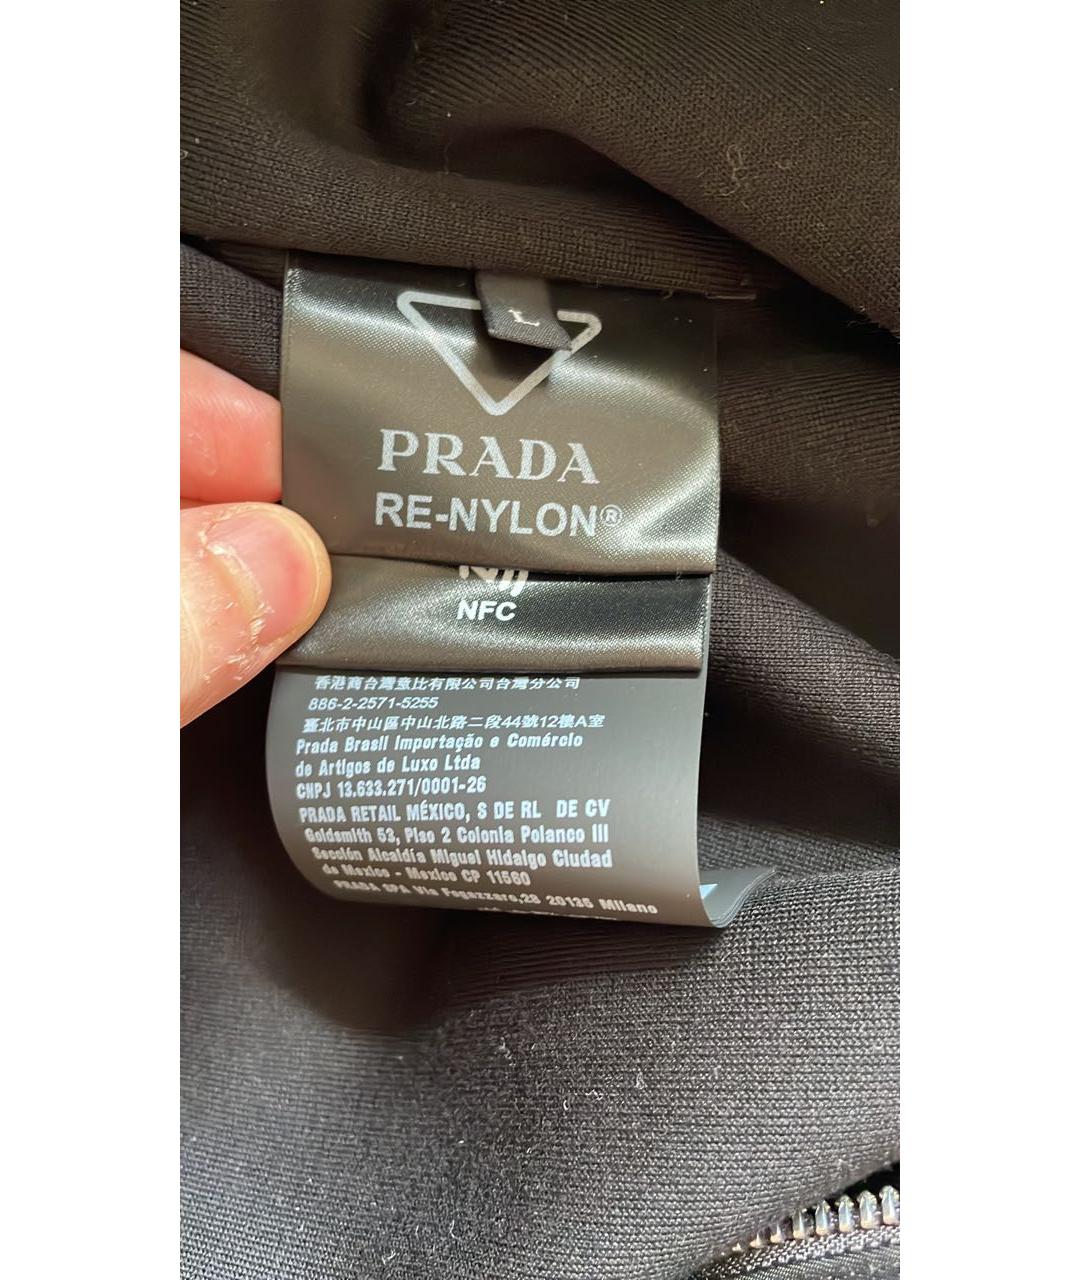 L
PRADA
RE-NYLON®
NFC
香港商台灣意比有限公司台灣分公司
886-2-2571-5255
臺北市中山區中山北路二段44號12樓A室
Prada Brasil Importação e Comércio
de Artigos de Luxo Ltda
CNPJ 13.633.271/0001-26
PRADA RETAIL MÉXICO, S DE RL DE CV
Goldsmith 53, Piso 2 Colonia Polanco III
Sección Alcaldía Miguel Hidalgo Ciudad
de Mexico - Mexico CP 11560
PRADA SPA Via Fogazzaro,28 20135 Milano